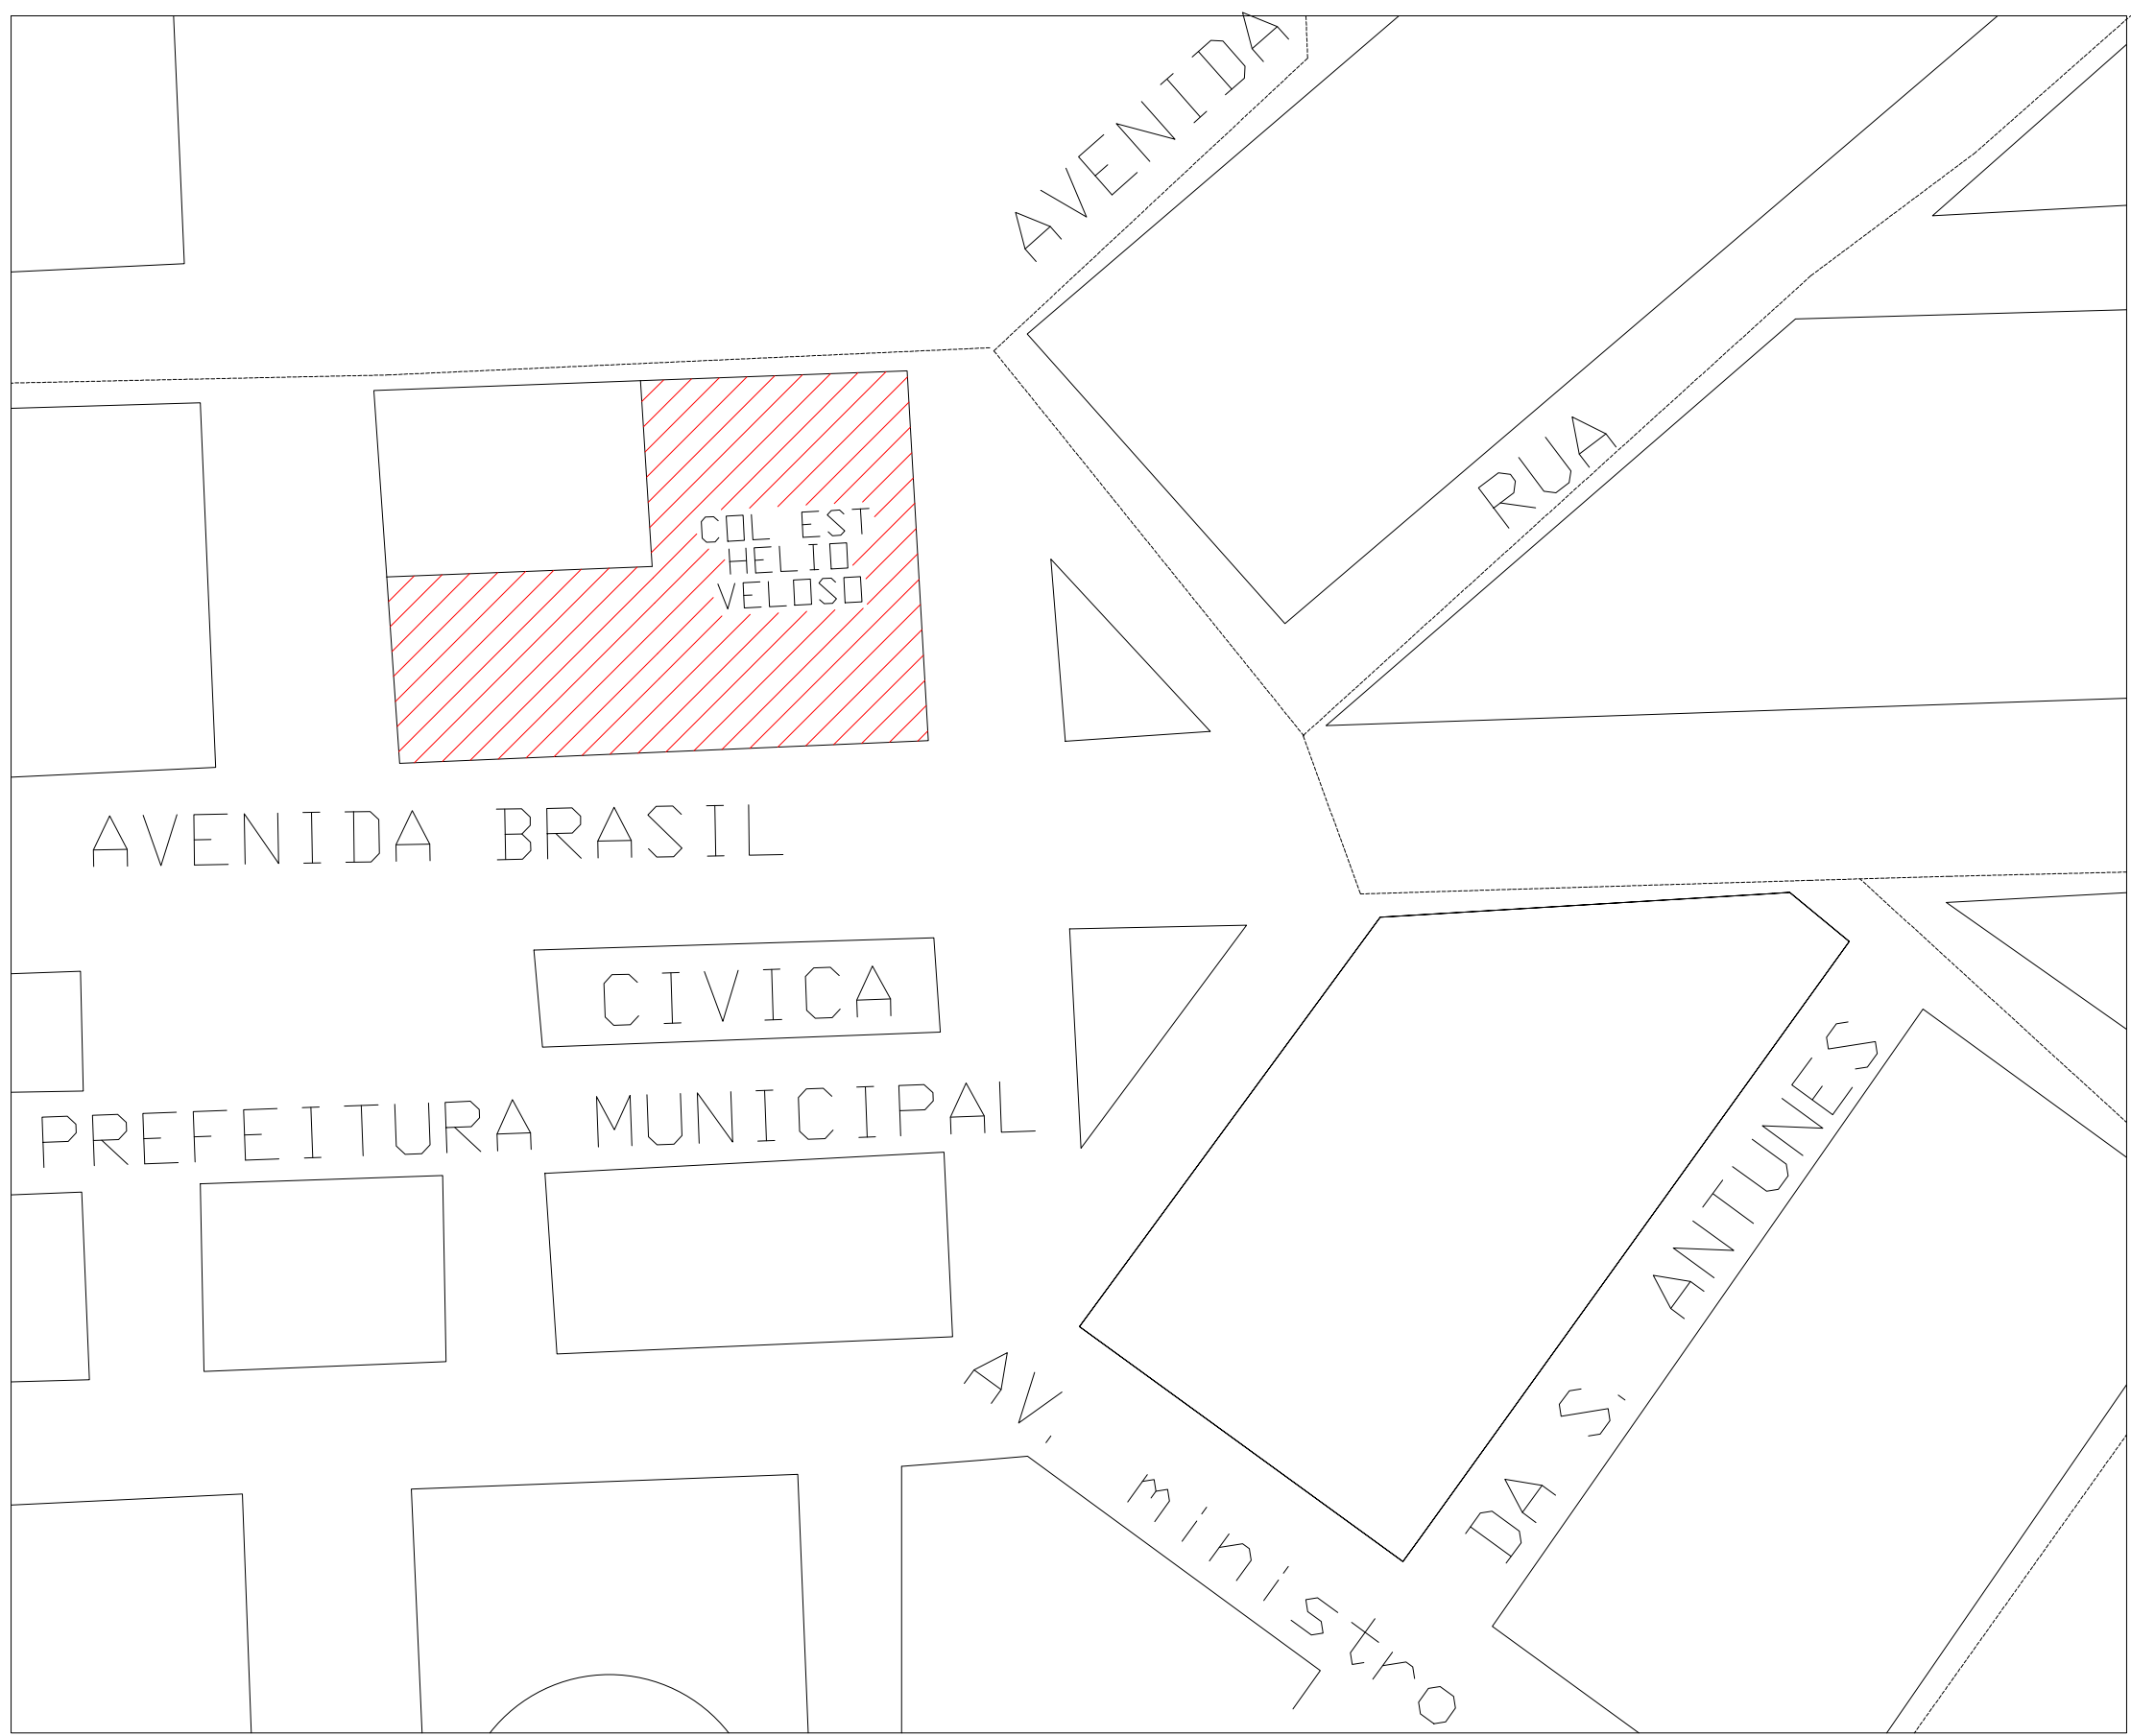 AVENIDA
RUA
COL EST
HELIO
VELOSO
AVENIDA BRASIL
CIVICA
PREFEITURA MUNICIPAL
DA S. ANTUNES
AV. ministro